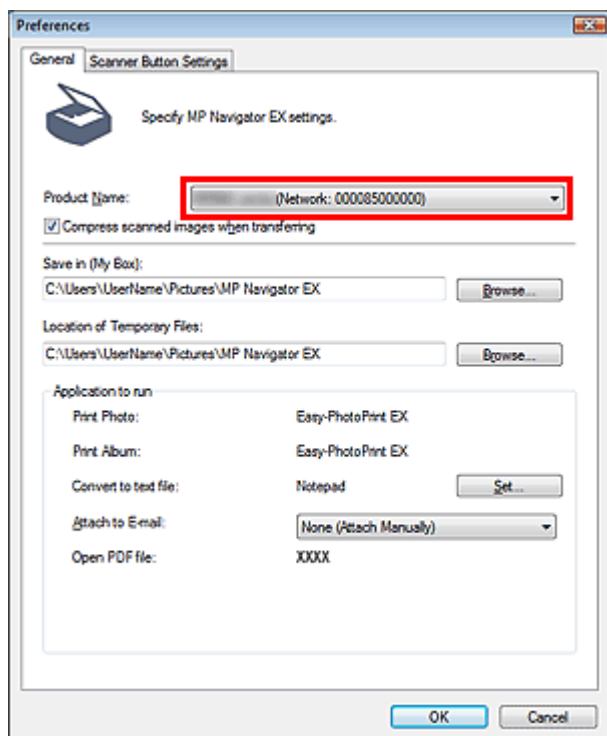 Preferences
General Scanner Button Settings
Specify MP Navigator EX settings.
Product Name: (Network: 000085000000)
Compress scanned images when transferring
Save in (My Box):
C:\Users\UserName\Pictures\MP Navigator EX Browse...
Location of Temporary Files:
C:\Users\UserName\Pictures\MP Navigator EX Browse...
Application to run
Print Photo: Easy-PhotoPrint EX
Print Album: Easy-PhotoPrint EX
Convert to text file: Notepad Set...
Attach to E-mail: None (Attach Manually)
Open PDF file: XXXX
OK Cancel